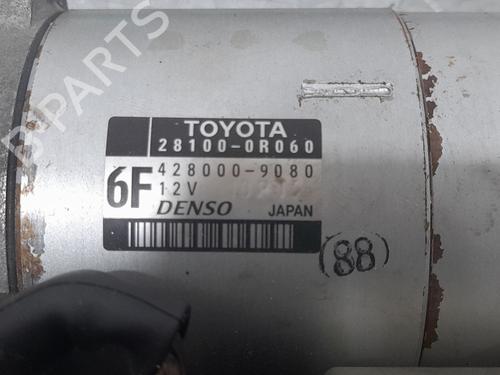 TOYOTA
28100-0R060
6F
428000-9080
12V
DENSO JAPAN
(88)